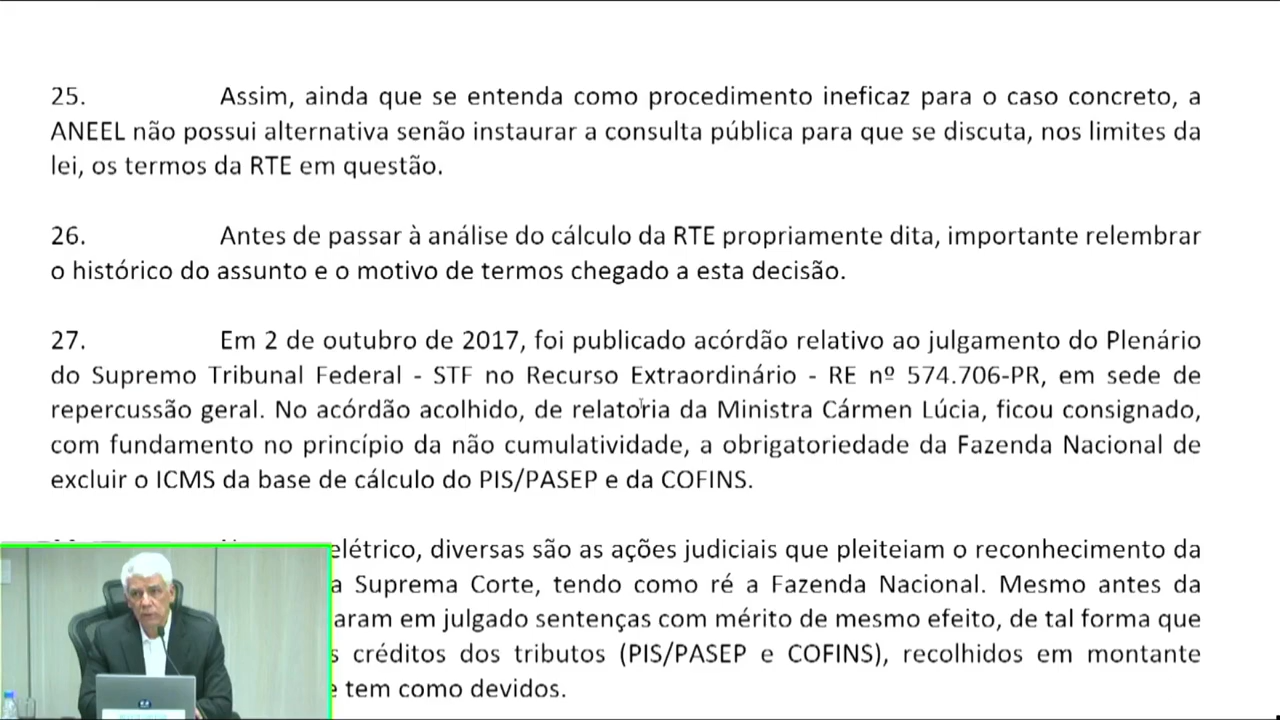 25. Assim, ainda que se entenda como procedimento ineficaz para o caso concreto, a
ANEEL não possui alternativa senão instaurar a consulta pública para que se discuta, nos limites da
lei, os termos da RTE em questão.
26. Antes de passar à análise do cálculo da RTE propriamente dita, importante relembrar
o histórico do assunto e o motivo de termos chegado a esta decisão.
27. Em 2 de outubro de 2017, foi publicado acórdão relativo ao julgamento do Plenário
do Supremo Tribunal Federal - STF no Recurso Extraordinário - RE nº 574.706-PR, em sede de
repercussão geral. No acórdão acolhido, de relatoria da Ministra Cármen Lúcia, ficou consignado,
com fundamento no princípio da não cumulatividade, a obrigatoriedade da Fazenda Nacional de
excluir o ICMS da base de cálculo do PIS/PASEP e da COFINS.
elétrico, diversas são as ações judiciais que pleiteiam o reconhecimento da
a Suprema Corte, tendo como ré a Fazenda Nacional. Mesmo antes da
aram em julgado sentenças com mérito de mesmo efeito, de tal forma que
s créditos dos tributos (PIS/PASEP e COFINS), recolhidos em montante
e tem como devidos.